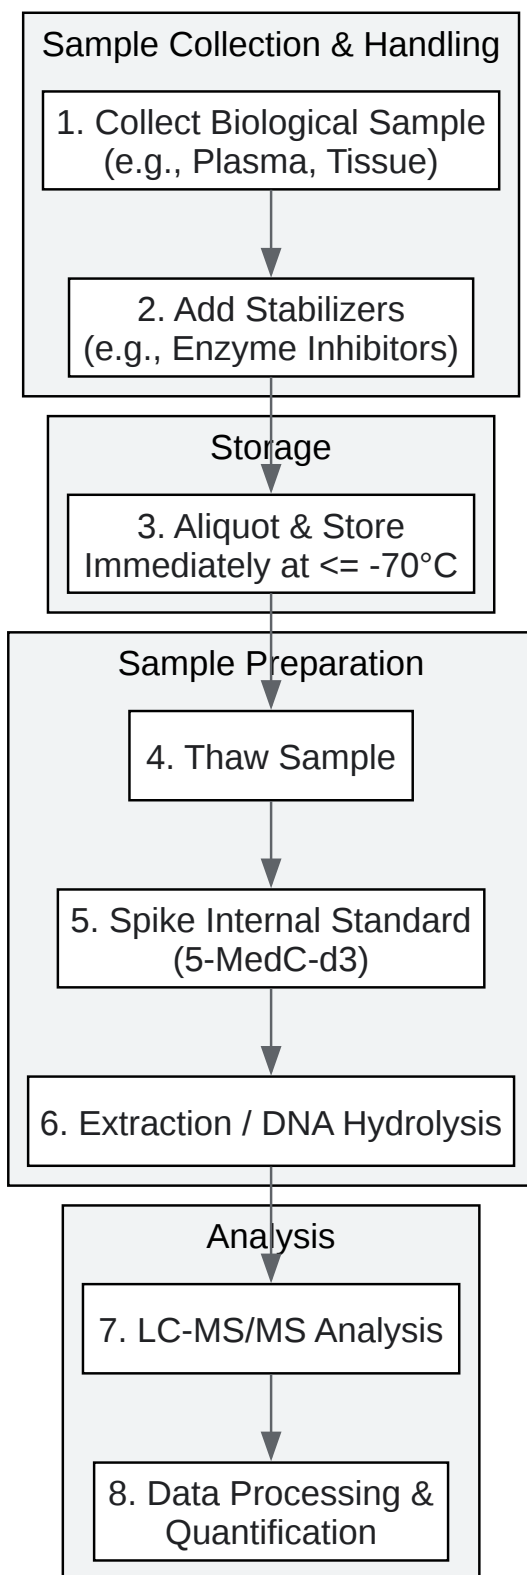 Sample Collection & Handling
1. Collect Biological Sample
(e.g., Plasma, Tissue)
2. Add Stabilizers
(e.g., Enzyme Inhibitors)
Storage
3. Aliquot & Store
Immediately at <= -70°C
Sample Preparation
4. Thaw Sample
5. Spike Internal Standard
(5-MedC-d3)
6. Extraction / DNA Hydrolysis
Analysis
7. LC-MS/MS Analysis
8. Data Processing &
Quantification